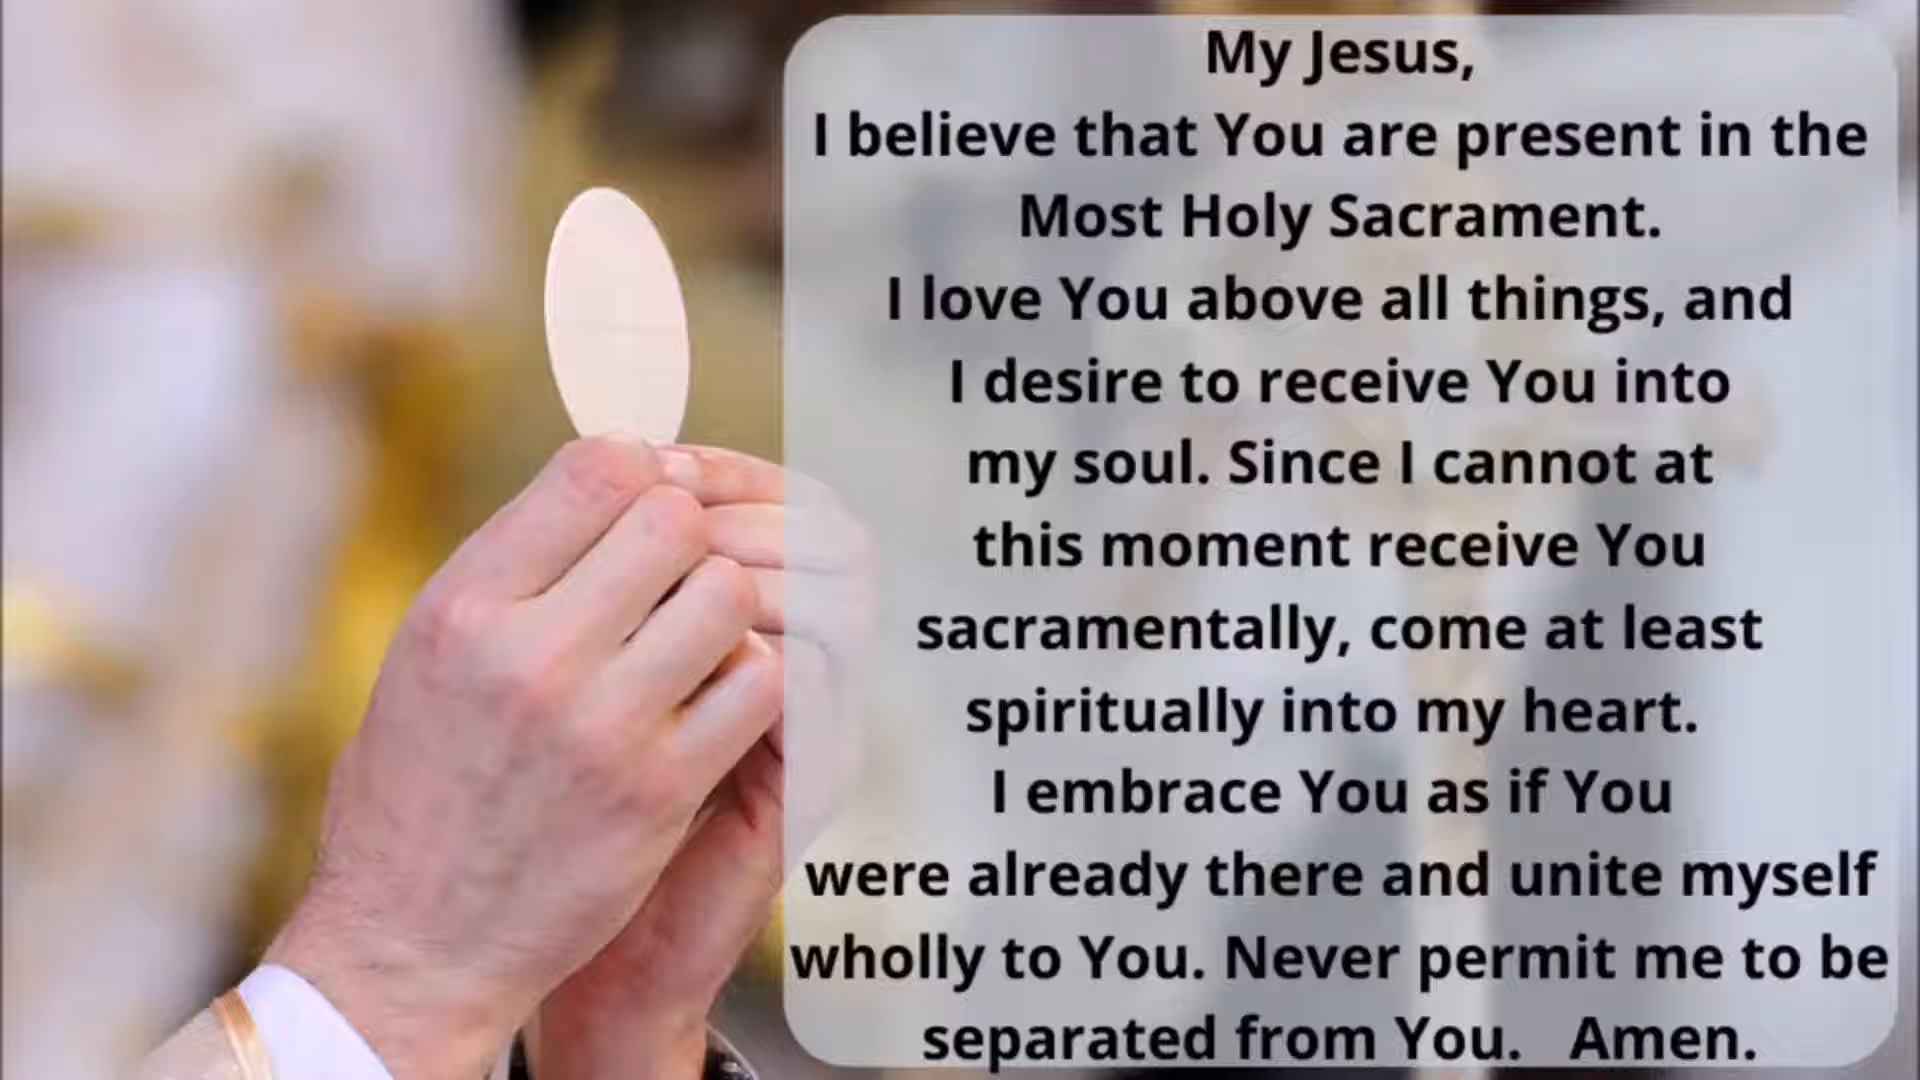 My Jesus,
I believe that You are present in the
Most Holy Sacrament.
I love You above all things, and
I desire to receive You into
my soul. Since I cannot at
this moment receive You
sacramentally, come at least
spiritually into my heart.
I embrace You as if You
were already there and unite myself
wholly to You. Never permit me to be
separated from You. Amen.